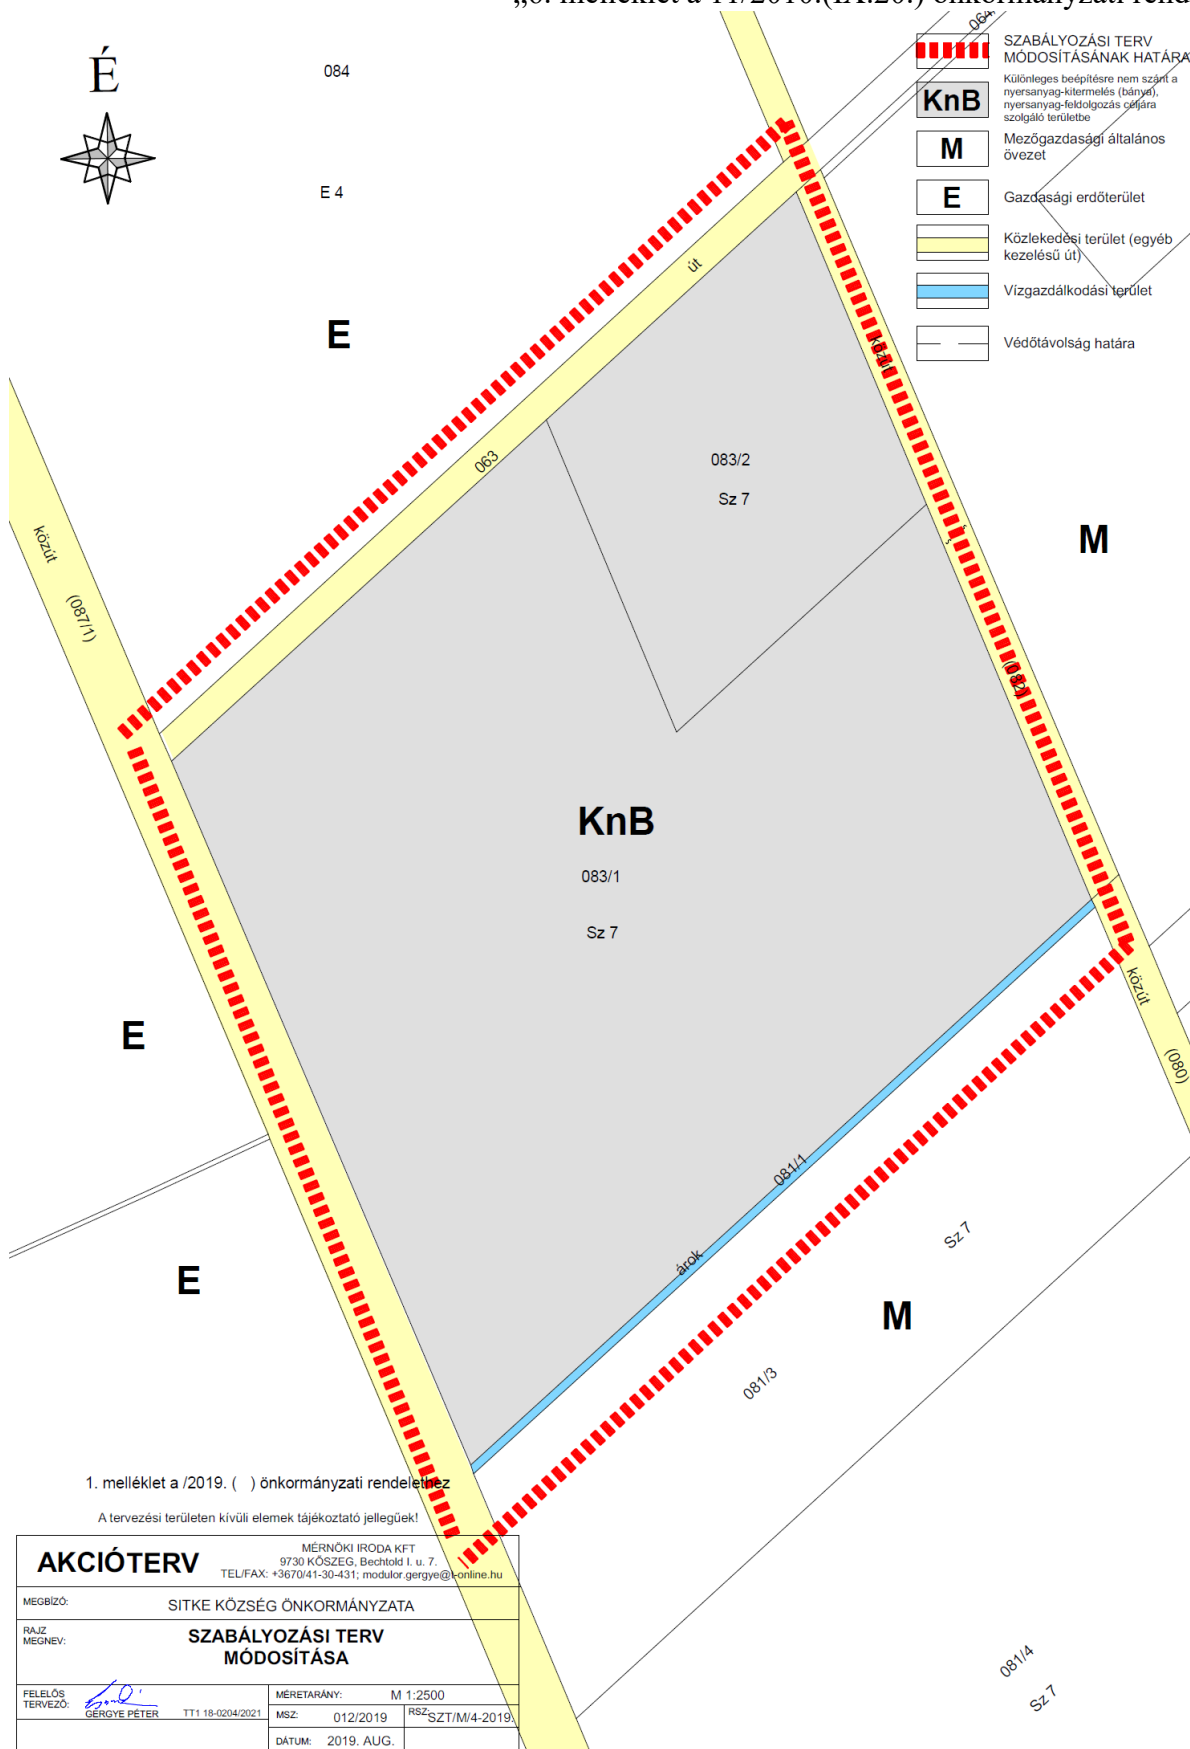 „6. melléklet a 11/2010.(IX.20.) önkormányzati rend
É
084
E 4
E
064
SZABÁLYOZÁSI TERV
MÓDOSÍTÁSÁNAK HATÁRA
KnB
Különleges beépítésre nem szánt a
nyersanyag-kitermelés (bánya),
nyersanyag-feldolgozás céljára
szolgáló területbe
M
Mezőgazdasági általános
övezet
E
Gazdasági erdőterület
Közlekedési terület (egyéb
kezelésű út)
Vízgazdálkodási terület
Védőtávolság határa
út
közút
063
083/2
Sz 7
M
közút
(087/1)
(082)
KnB
083/1
Sz 7
közút
(080)
E
081/1
árok
Sz 7
E
M
081/3
1. melléklet a /2019. ( ) önkormányzati rendelethez
A tervezési területen kívüli elemek tájékoztató jellegűek!
AKCIÓTERV
MÉRNÖKI IRODA KFT
9730 KŐSZEG, Bechtold I. u. 7.
TEL/FAX: +3670/41-30-431; modulor.gergye@t-online.hu
MEGBÍZÓ:
SITKE KÖZSÉG ÖNKORMÁNYZATA
RAJZ
MEGNEV:
SZABÁLYOZÁSI TERV
MÓDOSÍTÁSA
FELELŐS
TERVEZŐ:
GERGYE PÉTER
TT1 18-0204/2021
MÉRETARÁNY: M 1:2500
MSZ: 012/2019
RSZ: SZT/M/4-2019.
DÁTUM: 2019. AUG.
081/4
Sz 7